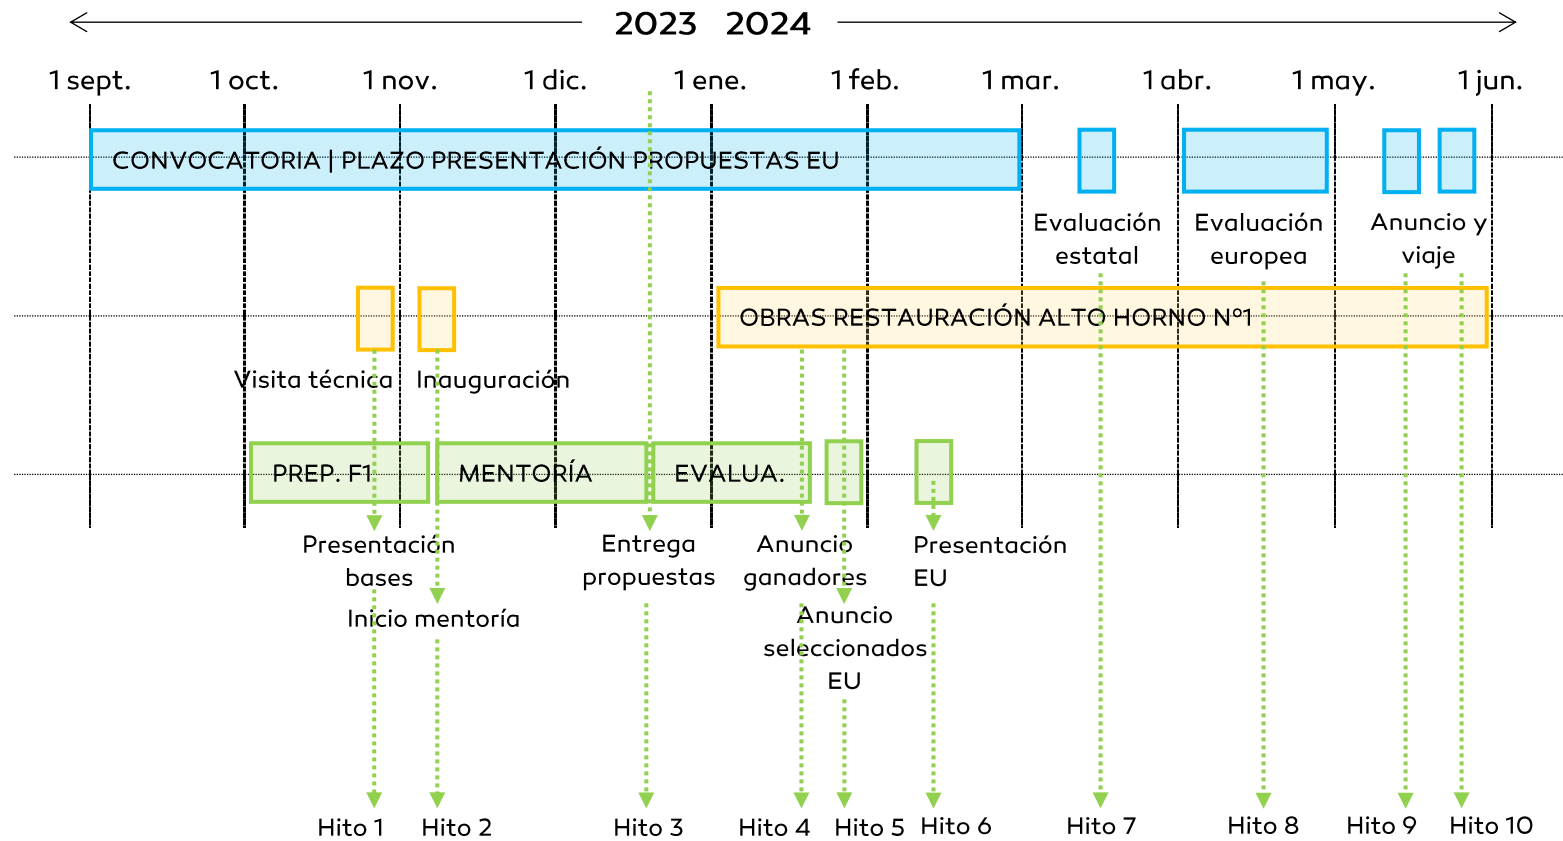 2023 2024
1 sept. 1 oct. 1 nov. 1 dic. 1 ene. 1 feb. 1 mar. 1 abr. 1 may. 1 jun.
CONVOCATORIA | PLAZO PRESENTACIÓN PROPUESTAS EU
Evaluación
estatal
Evaluación
europea
Anuncio y
viaje
OBRAS RESTAURACIÓN ALTO HORNO Nº1
Visita técnica
Inauguración
PREP. F1
MENTORÍA
EVALUA.
Presentación
bases
Inicio mentoría
Entrega
propuestas
Anuncio
ganadores
Anuncio
seleccionados
EU
Presentación
EU
Hito 1 Hito 2 Hito 3 Hito 4 Hito 5 Hito 6 Hito 7 Hito 8 Hito 9 Hito 10